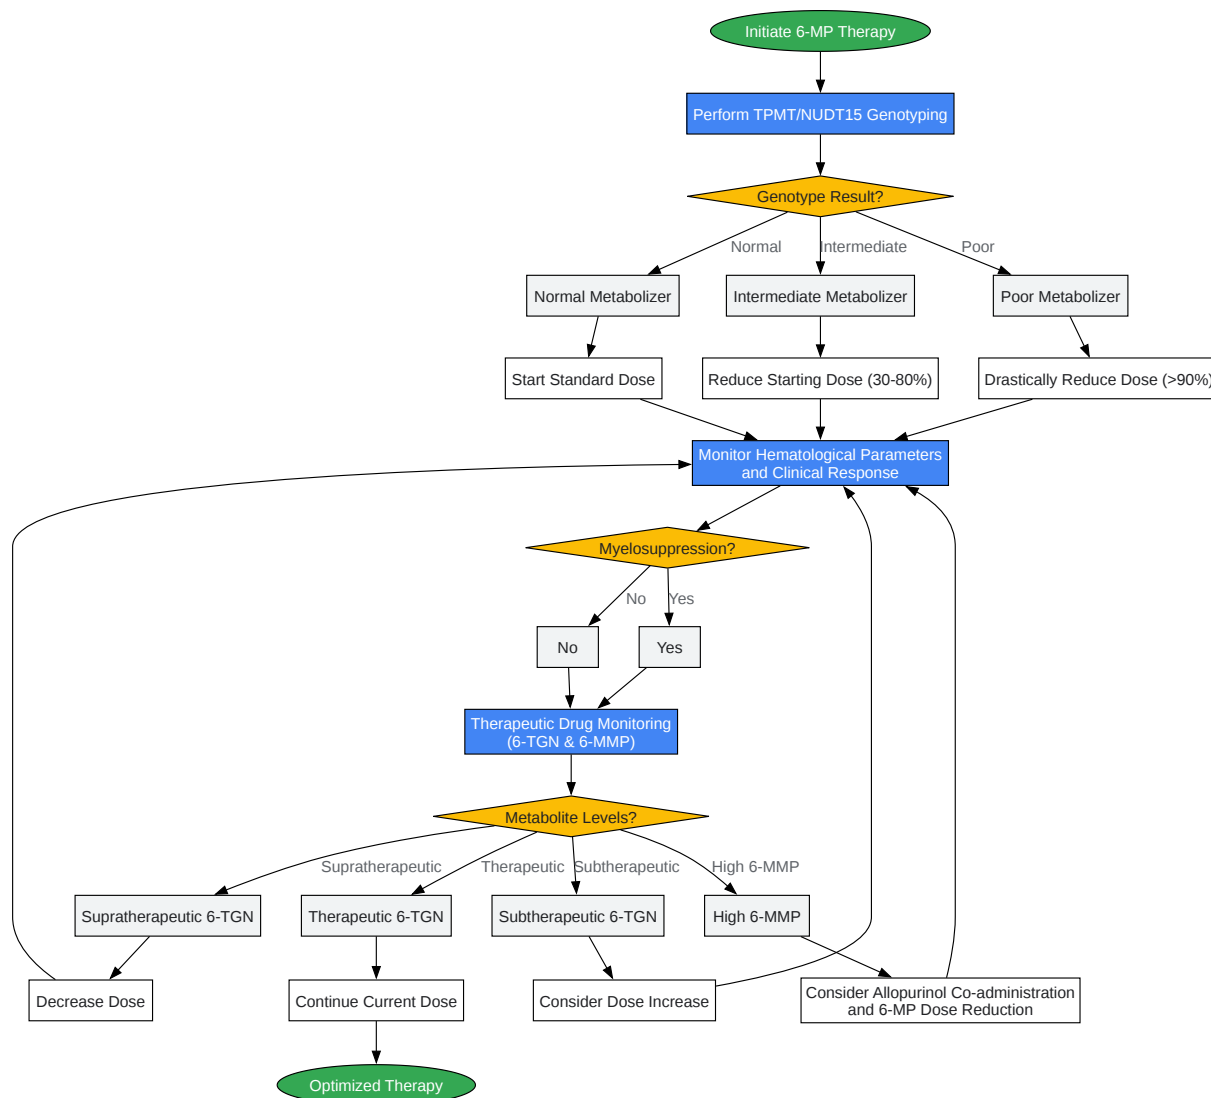 Initiate 6-MP Therapy
Perform TPMT/NUDT15 Genotyping
Genotype Result?
Normal
Intermediate
Poor
Normal Metabolizer
Intermediate Metabolizer
Poor Metabolizer
Start Standard Dose
Reduce Starting Dose (30-80%)
Drastically Reduce Dose (>90%)
Monitor Hematological Parameters
and Clinical Response
Myelosuppression?
No
Yes
No
Yes
Therapeutic Drug Monitoring
(6-TGN & 6-MMP)
Metabolite Levels?
Supratherapeutic
Therapeutic
Subtherapeutic
High 6-MMP
Supratherapeutic 6-TGN
Therapeutic 6-TGN
Subtherapeutic 6-TGN
High 6-MMP
Decrease Dose
Continue Current Dose
Consider Dose Increase
Consider Allopurinol Co-administration
and 6-MP Dose Reduction
Optimized Therapy